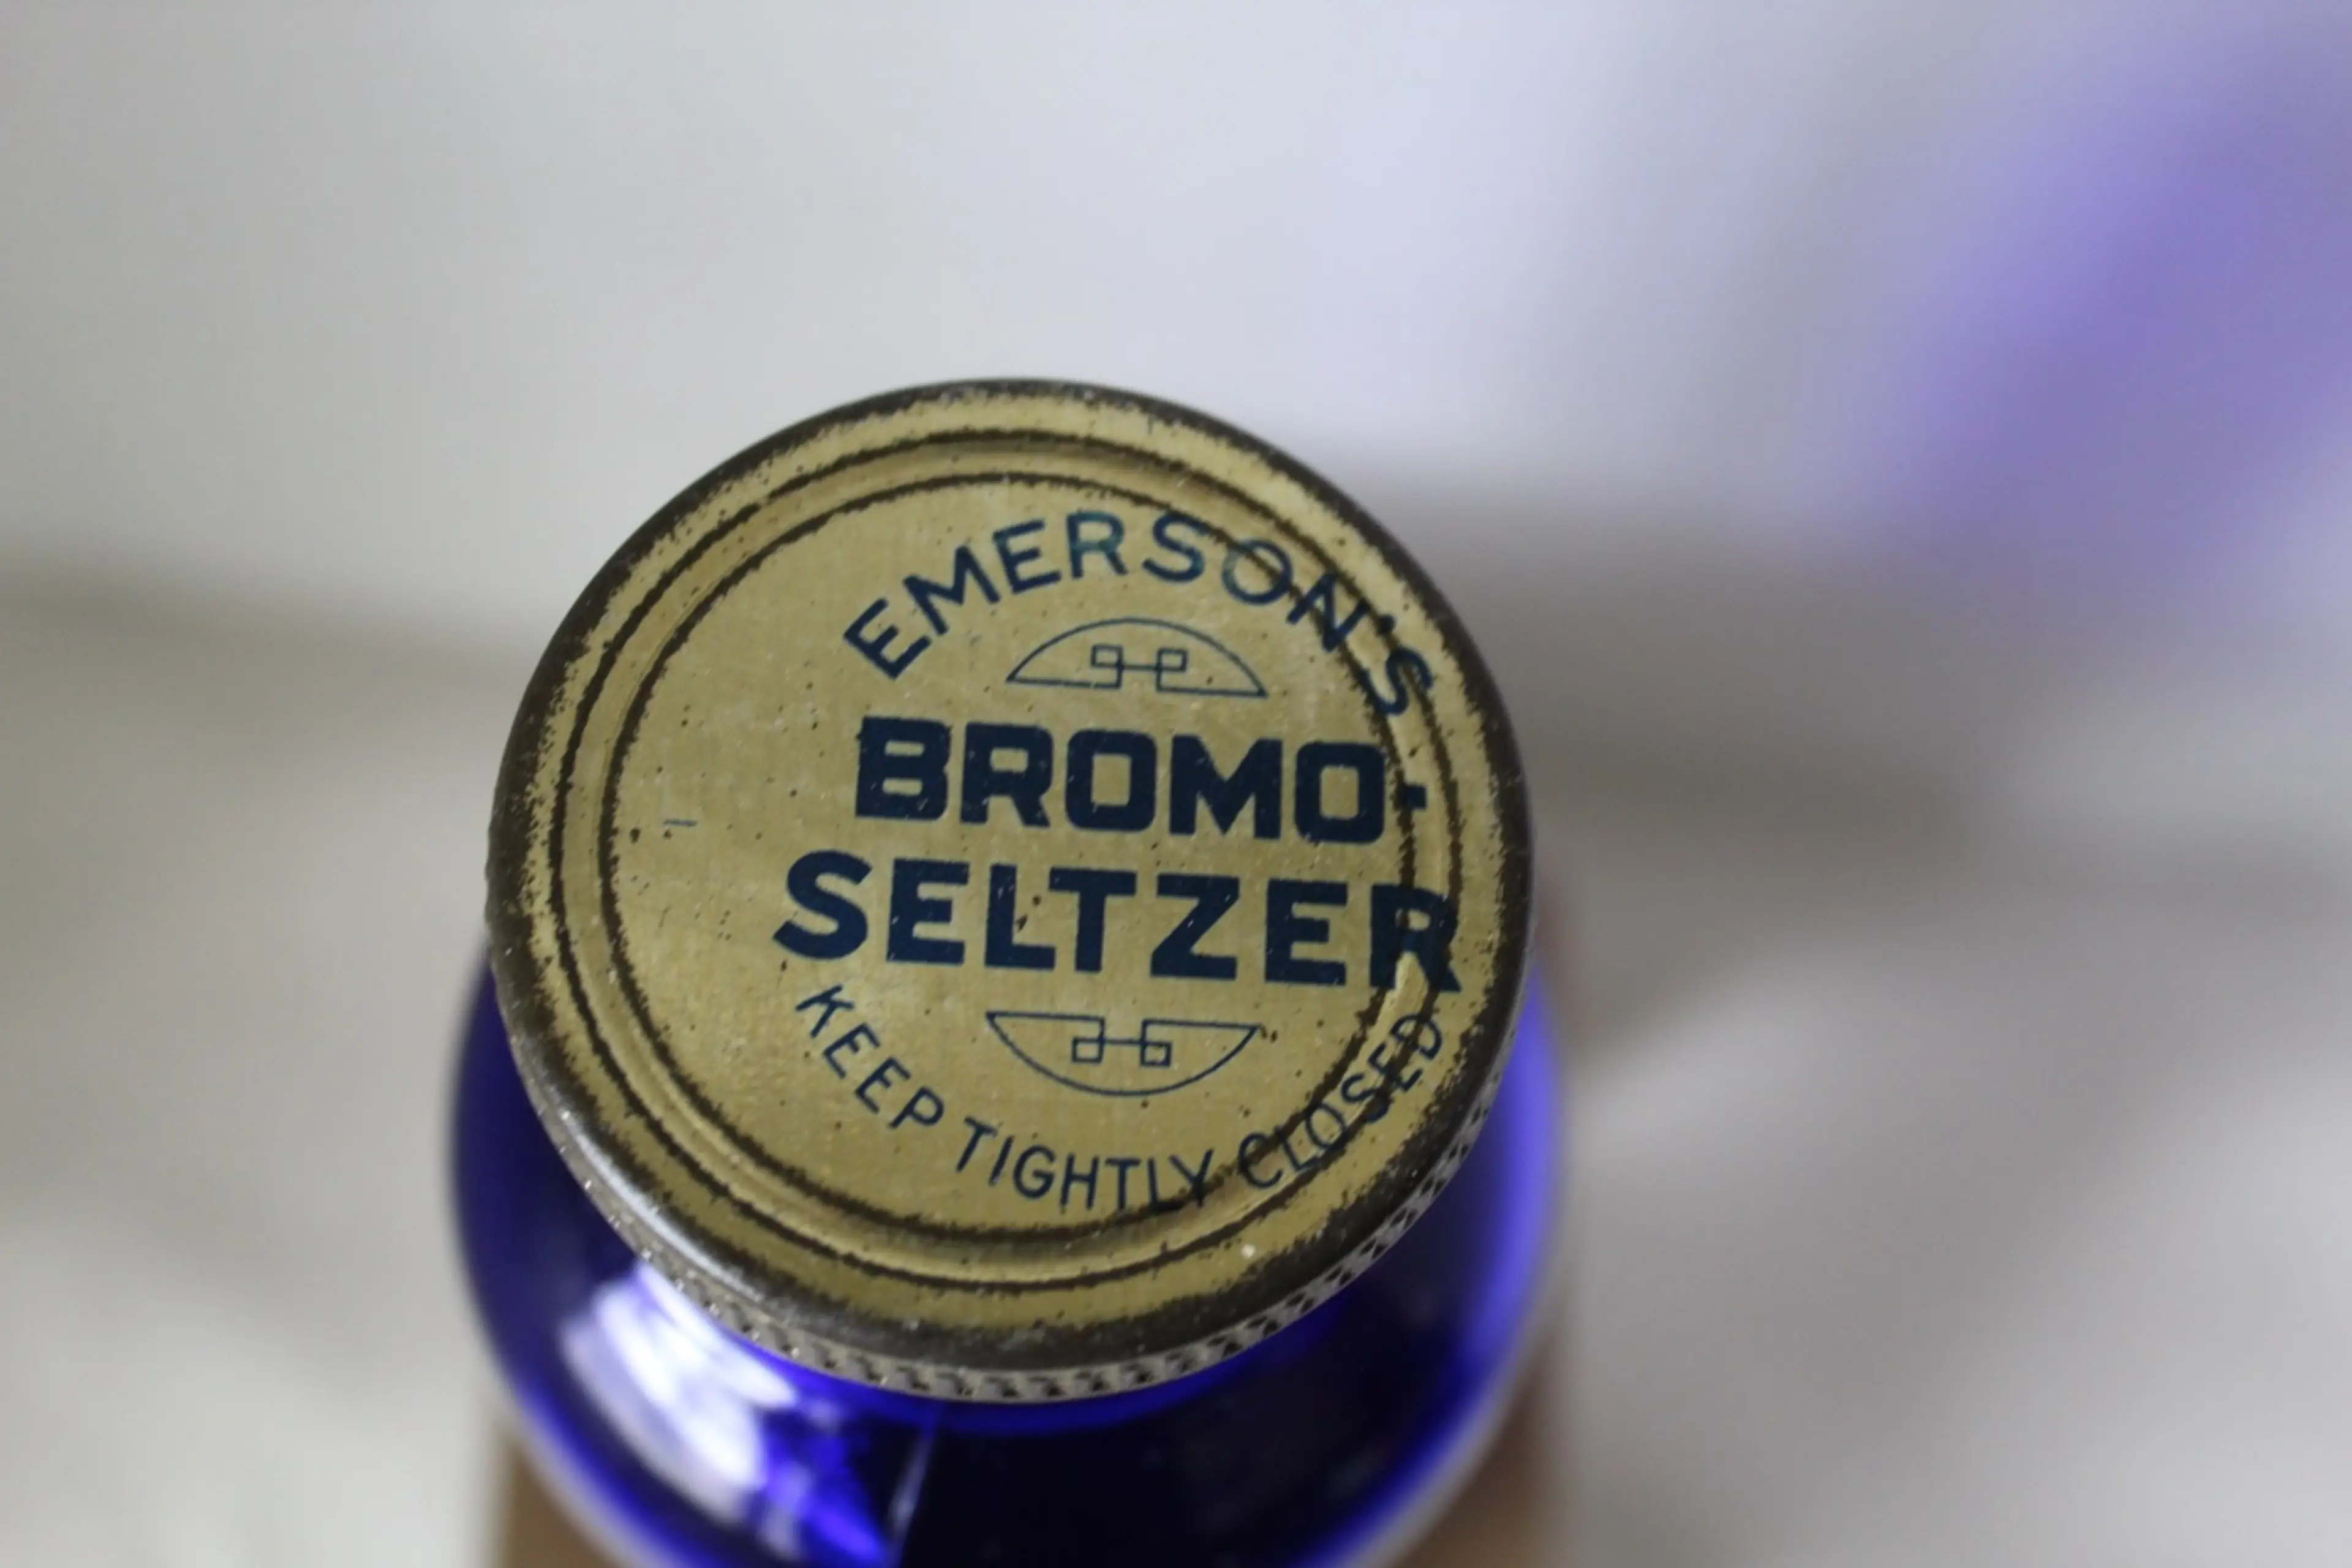 EMERSON'S
BROMO-
SELTZER
KEEP TIGHTLY CLOSED